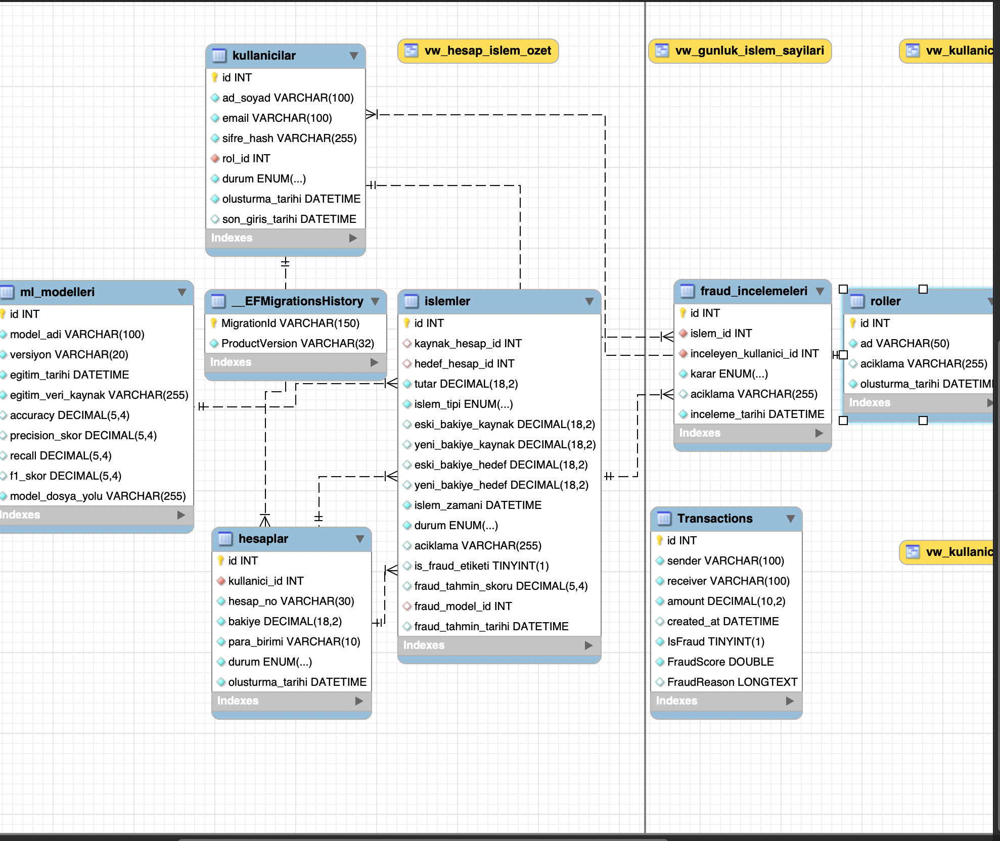 kullanicilar
id INT
ad_soyad VARCHAR(100)
email VARCHAR(100)
sifre_hash VARCHAR(255)
rol_id INT
durum ENUM(...)
olusturma_tarihi DATETIME
son_giris_tarihi DATETIME
Indexes
vw_hesap_islem_ozet
vw_gunluk_islem_sayilari
vw_kullanic
ml_modelleri
id INT
model_adi VARCHAR(100)
versiyon VARCHAR(20)
egitim_tarihi DATETIME
egitim_veri_kaynak VARCHAR(255)
accuracy DECIMAL(5,4)
precision_skor DECIMAL(5,4)
recall DECIMAL(5,4)
f1_skor DECIMAL(5,4)
model_dosya_yolu VARCHAR(255)
Indexes
__EFMigrationsHistory
MigrationId VARCHAR(150)
ProductVersion VARCHAR(32)
Indexes
islemler
id INT
kaynak_hesap_id INT
hedef_hesap_id INT
tutar DECIMAL(18,2)
islem_tipi ENUM(...)
eski_bakiye_kaynak DECIMAL(18,2)
yeni_bakiye_kaynak DECIMAL(18,2)
eski_bakiye_hedef DECIMAL(18,2)
yeni_bakiye_hedef DECIMAL(18,2)
islem_zamani DATETIME
durum ENUM(...)
aciklama VARCHAR(255)
is_fraud_etiketi TINYINT(1)
fraud_tahmin_skoru DECIMAL(5,4)
fraud_model_id INT
fraud_tahmin_tarihi DATETIME
Indexes
fraud_incelemeleri
id INT
islem_id INT
inceleyen_kullanici_id INT
karar ENUM(...)
aciklama VARCHAR(255)
inceleme_tarihi DATETIME
Indexes
roller
id INT
ad VARCHAR(50)
aciklama VARCHAR(255)
olusturma_tarihi DATETIM
Indexes
hesaplar
id INT
kullanici_id INT
hesap_no VARCHAR(30)
bakiye DECIMAL(18,2)
para_birimi VARCHAR(10)
durum ENUM(...)
olusturma_tarihi DATETIME
Indexes
Transactions
id INT
sender VARCHAR(100)
receiver VARCHAR(100)
amount DECIMAL(10,2)
created_at DATETIME
IsFraud TINYINT(1)
FraudScore DOUBLE
FraudReason LONGTEXT
Indexes
vw_kullanic